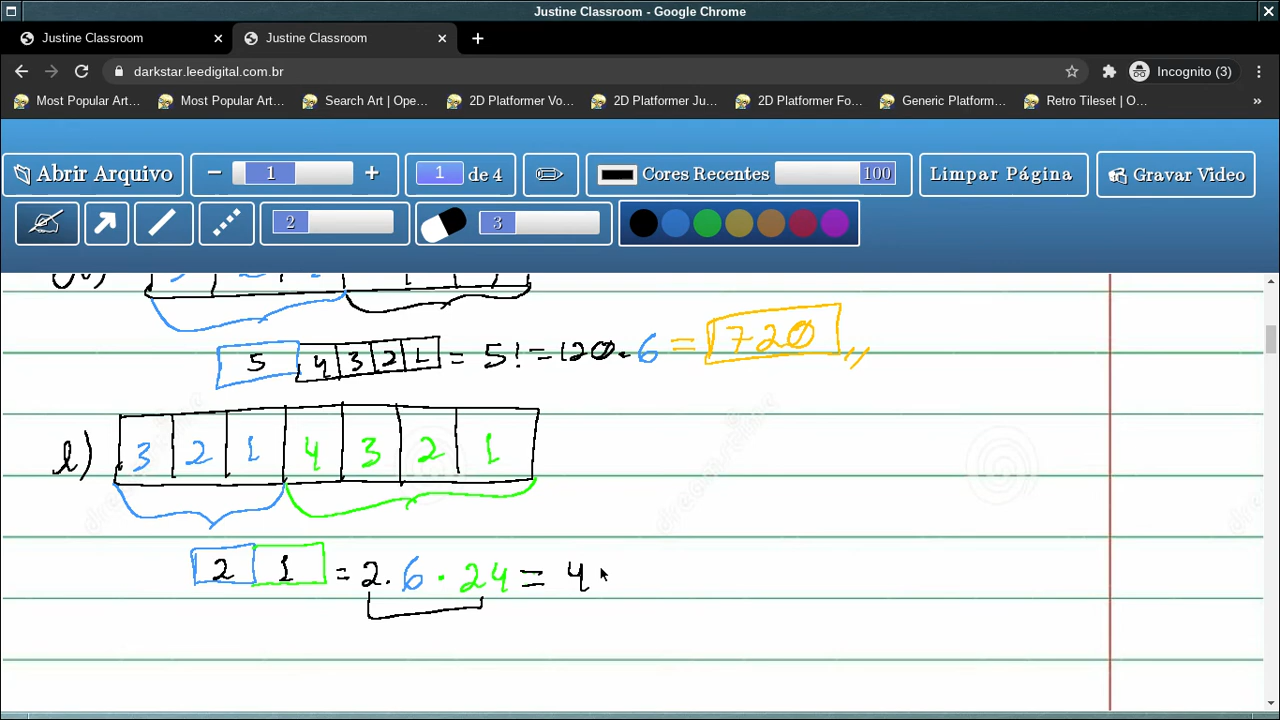 Justine Classroom - Google Chrome
Justine Classroom
Justine Classroom
darkstar.leedigital.com.br
Incognito (3)
Most Popular Art...
Most Popular Art...
Search Art | Ope...
2D Platformer Vo...
2D Platformer Ju...
2D Platformer Fo...
Generic Platform...
Retro Tileset | O...
Abrir Arquivo
− 1 +
1 de 4
Cores Recentes 100
Limpar Página
Gravar Video
2
3
5 4 3 2 1 = 5! = 120 . 6 = 720
l) 3 2 1 4 3 2 1
2 1 = 2 . 6 . 24 = 4